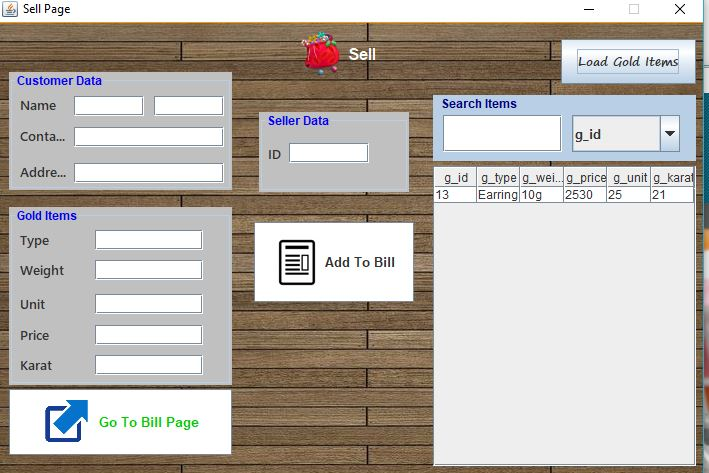 Sell Page
Sell
Load Gold Items
Customer Data
Name
Conta...
Addre...
Seller Data
ID
Search Items
g_id
g_id g_type g_wei... g_price g_unit g_karat
13 Earring 10g 2530 25 21
Gold Items
Type
Weight
Unit
Price
Karat
Add To Bill
Go To Bill Page